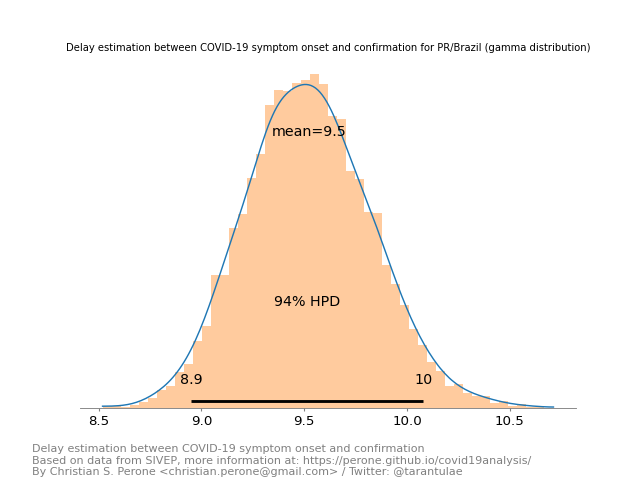 Delay estimation between COVID-19 symptom onset and confirmation for PR/Brazil (gamma distribution)
mean=9.5
94% HPD
8.9 10
8.5 9.0 9.5 10.0 10.5
Delay estimation between COVID-19 symptom onset and confirmation
Based on data from SIVEP, more information at: https://perone.github.io/covid19analysis/
By Christian S. Perone <christian.perone@gmail.com> / Twitter: @tarantulae